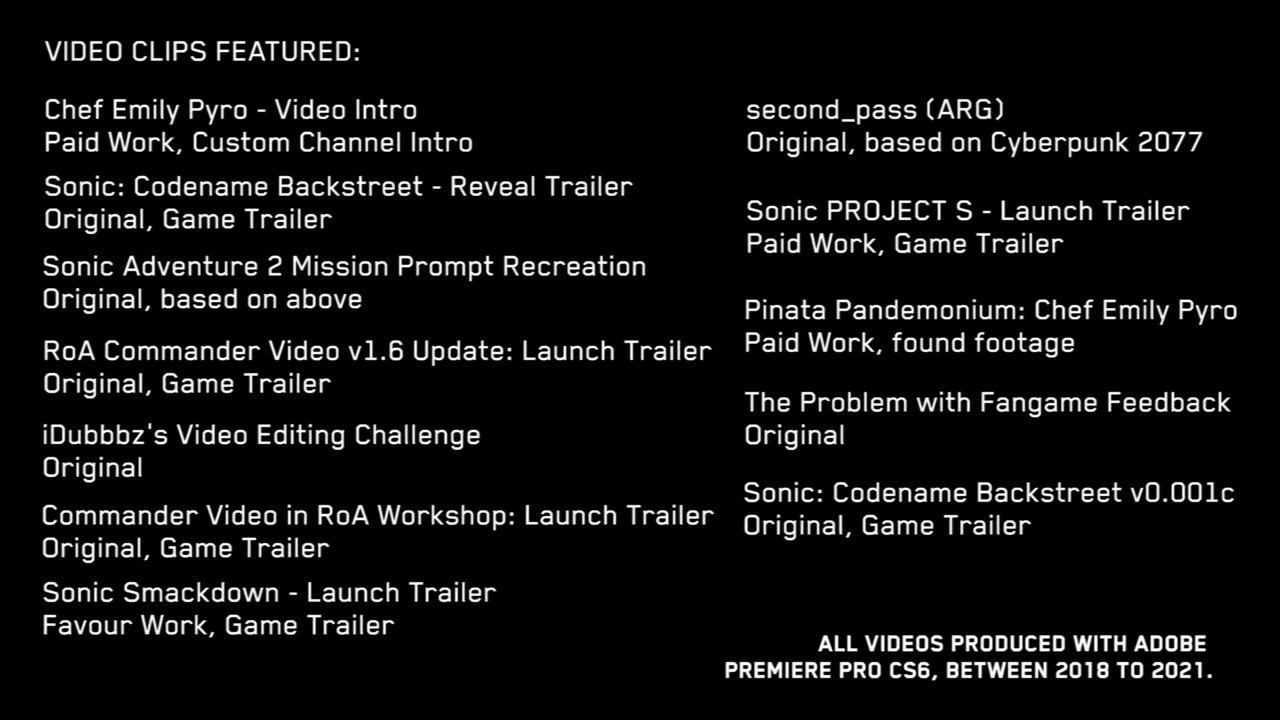 VIDEO CLIPS FEATURED:
Chef Emily Pyro - Video Intro
Paid Work, Custom Channel Intro
Sonic: Codename Backstreet - Reveal Trailer
Original, Game Trailer
Sonic Adventure 2 Mission Prompt Recreation
Original, based on above
RoA Commander Video v1.6 Update: Launch Trailer
Original, Game Trailer
iDubbbz's Video Editing Challenge
Original
Commander Video in RoA Workshop: Launch Trailer
Original, Game Trailer
Sonic Smackdown - Launch Trailer
Favour Work, Game Trailer
second_pass (ARG)
Original, based on Cyberpunk 2077
Sonic PROJECT S - Launch Trailer
Paid Work, Game Trailer
Pinata Pandemonium: Chef Emily Pyro
Paid Work, found footage
The Problem with Fangame Feedback
Original
Sonic: Codename Backstreet v0.001c
Original, Game Trailer
ALL VIDEOS PRODUCED WITH ADOBE
PREMIERE PRO CS6, BETWEEN 2018 TO 2021.